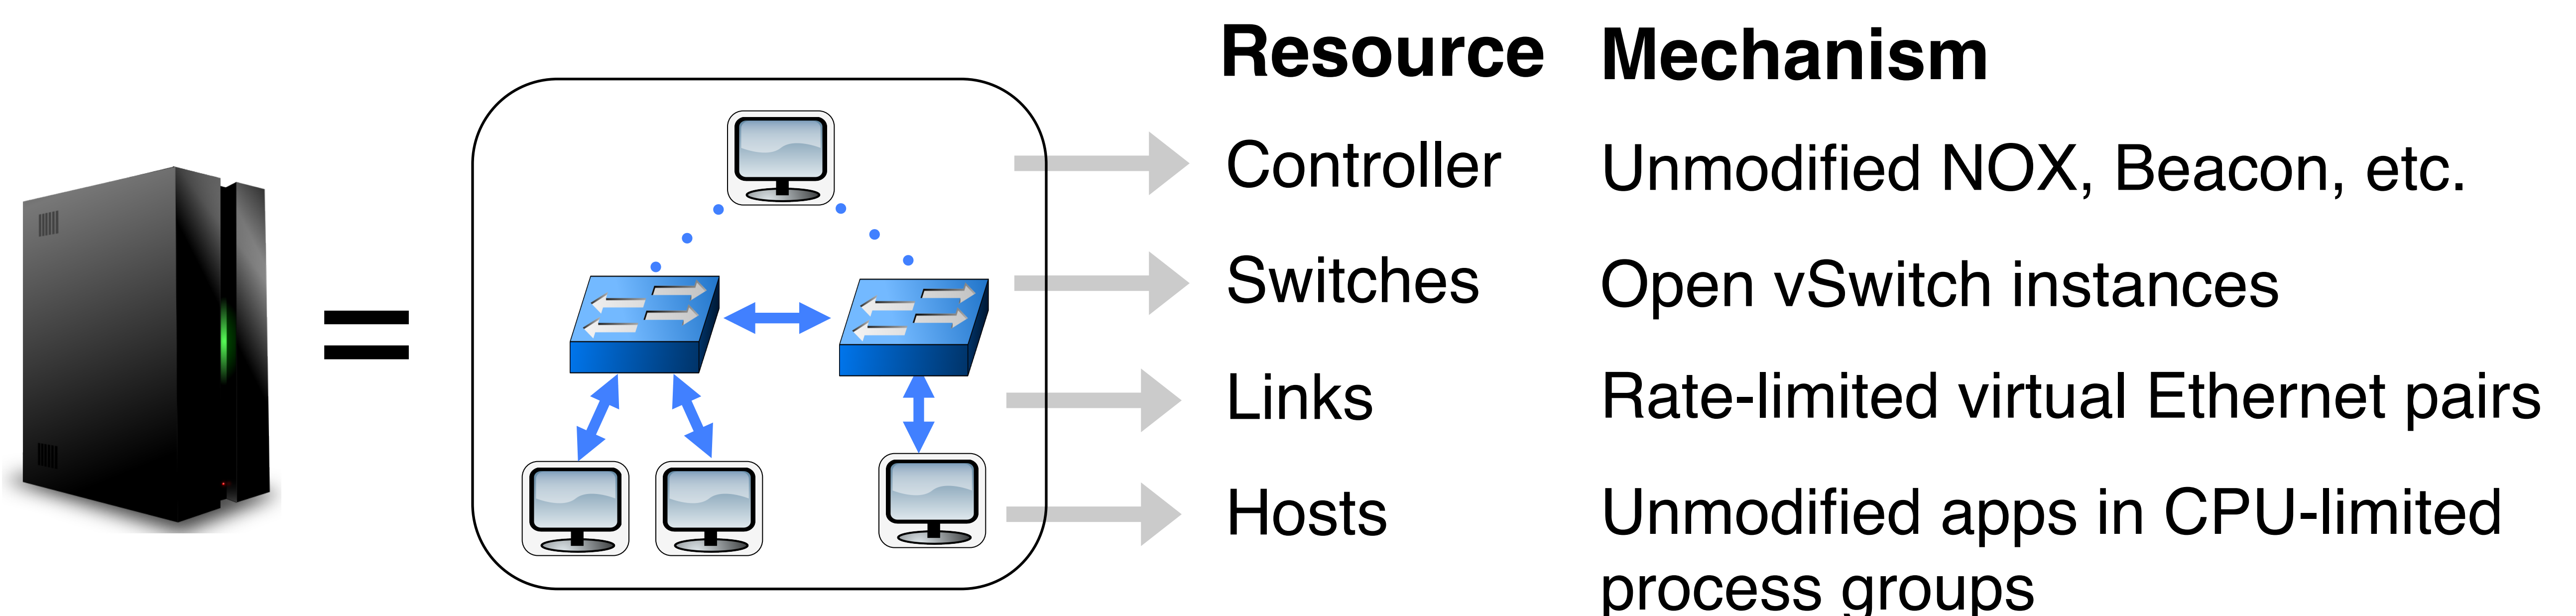 Resource Mechanism
Controller Unmodified NOX, Beacon, etc.
Switches Open vSwitch instances
Links Rate-limited virtual Ethernet pairs
Hosts Unmodified apps in CPU-limited
process groups